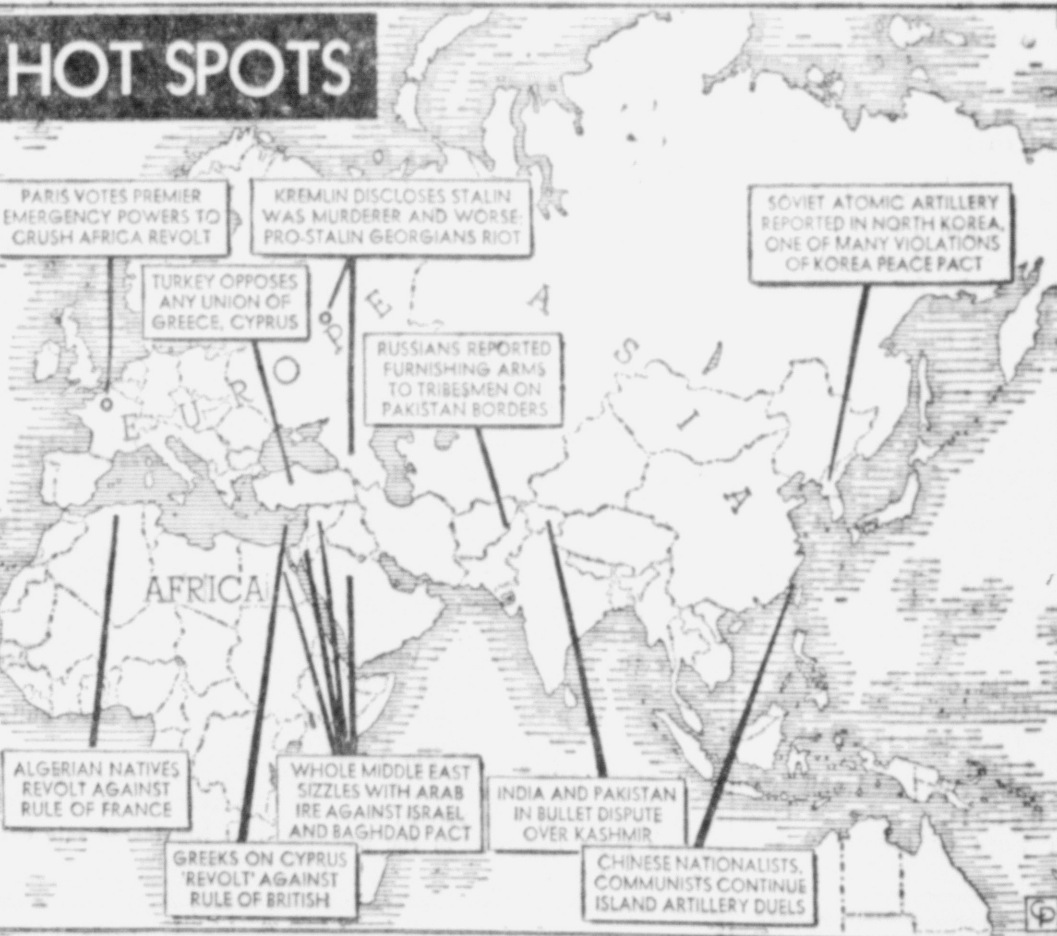 HOT SPOTS
PARIS VOTES PREMIER
EMERGENCY POWERS TO
CRUSH AFRICA REVOLT
KREMLIN DISCLOSES STALIN
WAS MURDERER AND WORSE:
PRO-STALIN GEORGIANS RIOT
SOVIET ATOMIC ARTILLERY
REPORTED IN NORTH KOREA,
ONE OF MANY VIOLATIONS
OF KOREA PEACE PACT
TURKEY OPPOSES
ANY UNION OF
GREECE, CYPRUS
RUSSIANS REPORTED
FURNISHING ARMS
TO TRIBESMEN ON
PAKISTAN BORDERS
EUROPE
ASIA
AFRICA
ALGERIAN NATIVES
REVOLT AGAINST
RULE OF FRANCE
WHOLE MIDDLE EAST
SIZZLES WITH ARAB
IRE AGAINST ISRAEL
AND BAGHDAD PACT
INDIA AND PAKISTAN
IN BULLET DISPUTE
OVER KASHMIR
GREEKS ON CYPRUS
'REVOLT' AGAINST
RULE OF BRITISH
CHINESE NATIONALISTS,
COMMUNISTS CONTINUE
ISLAND ARTILLERY DUELS
CP